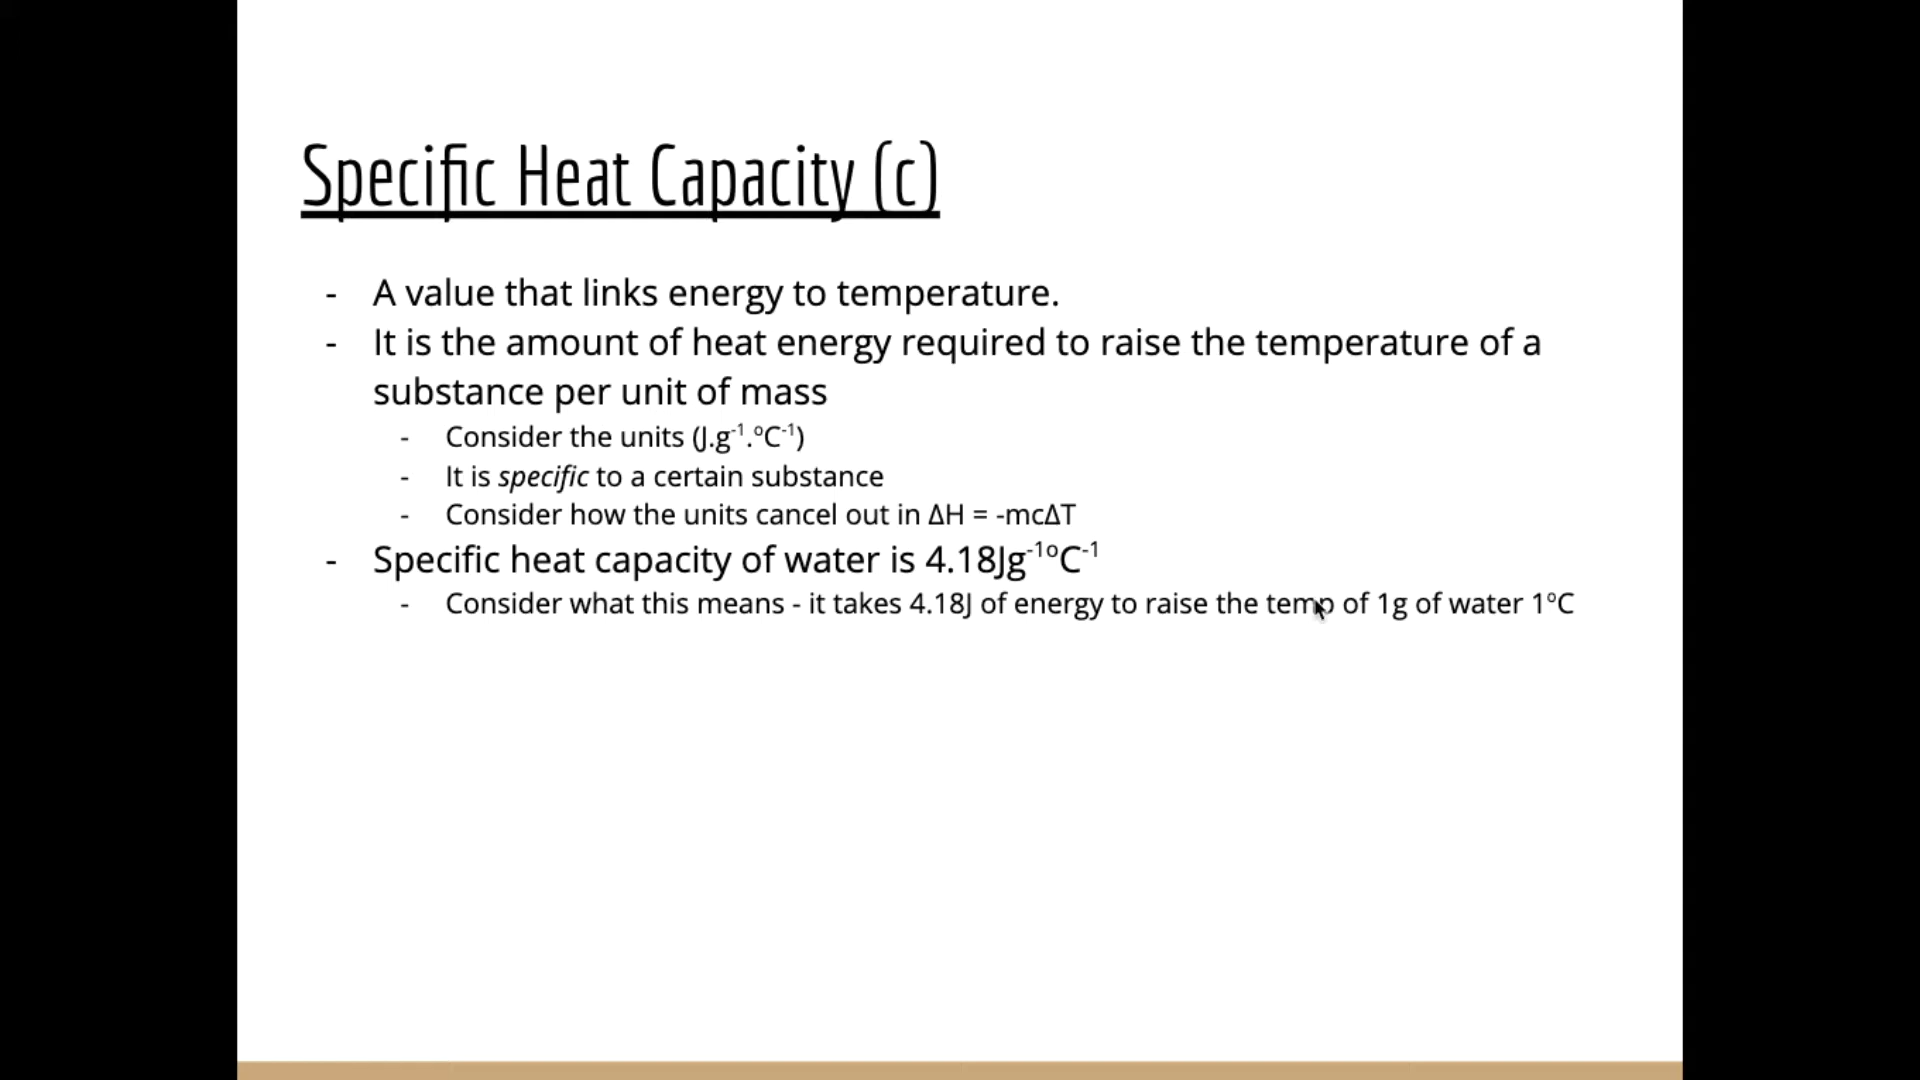 Specific Heat Capacity (c)
- A value that links energy to temperature.
- It is the amount of heat energy required to raise the temperature of a
substance per unit of mass
- Consider the units (J.g⁻¹.ºC⁻¹)
- It is specific to a certain substance
- Consider how the units cancel out in ΔH = -mcΔT
- Specific heat capacity of water is 4.18Jg⁻¹ºC⁻¹
- Consider what this means - it takes 4.18J of energy to raise the temp of 1g of water 1ºC